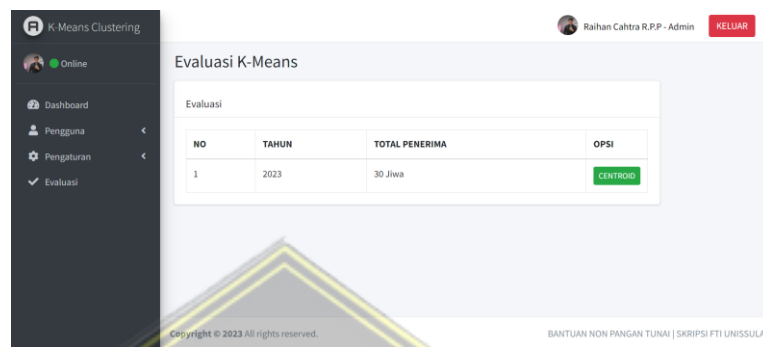 K-Means Clustering
Raihan Cahtra R.P.P - Admin
KELUAR
Online
Evaluasi K-Means
Dashboard
Pengguna
Pengaturan
Evaluasi
Evaluasi
NO TAHUN TOTAL PENERIMA OPSI
1 2023 30 Jiwa CENTROID
Copyright © 2023 All rights reserved.
BANTUAN NON PANGAN TUNAI | SKRIPSI FTI UNISSULA